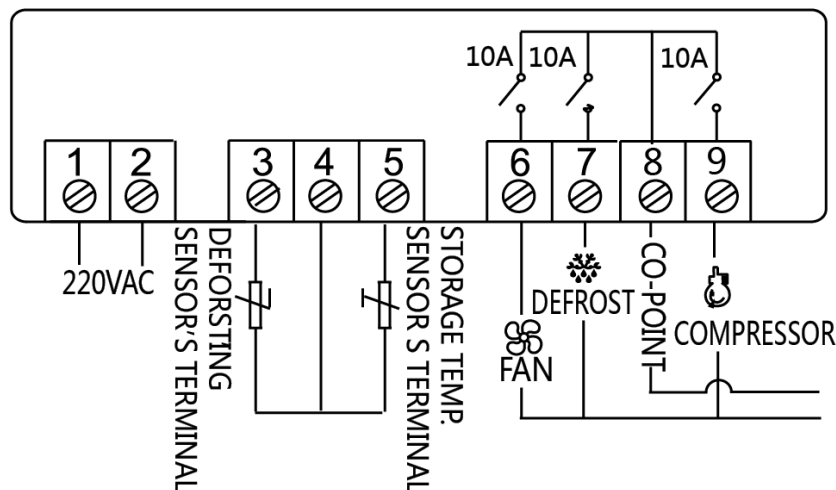 10A 10A 10A
1 2 3 4 5 6 7 8 9
220VAC
DEFORSTING
SENSOR'S TERMINAL
STORAGE TEMP.
SENSOR S TERMINAL
FAN
DEFROST
CO-POINT
COMPRESSOR